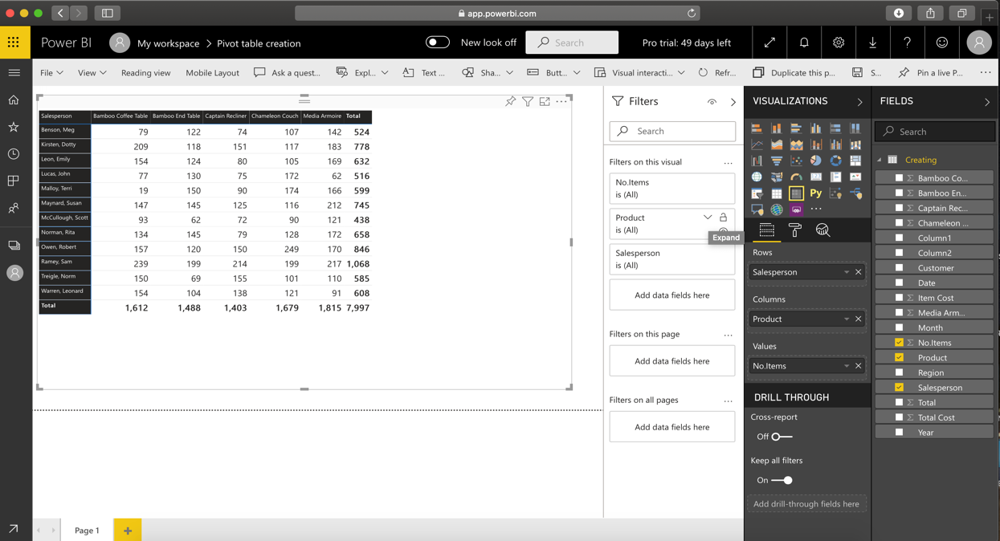 app.powerbi.com
Power BI My workspace > Pivot table creation New look off Search Pro trial: 49 days left
File View Reading view Mobile Layout Ask a quest... Expl... Text ... Sha... Butt... Visual interacti... Refr... Duplicate this p... S... Pin a live P... ...
Salesperson Bamboo Coffee Table Bamboo End Table Captain Recliner Chameleon Couch Media Armoire Total
Benson, Meg 79 122 74 107 142 524
Kirsten, Dotty 209 118 151 117 183 778
Leon, Emily 154 124 80 105 169 632
Lucas, John 77 130 75 172 62 516
Malloy, Terri 19 150 90 174 166 599
Maynard, Susan 147 145 125 116 212 745
McCullough, Scott 93 62 72 90 121 438
Norman, Rita 134 145 79 128 172 658
Owen, Robert 157 120 150 249 170 846
Ramey, Sam 239 199 214 199 217 1,068
Treigle, Norm 150 69 155 101 110 585
Warren, Leonard 154 104 138 121 91 608
Total 1,612 1,488 1,403 1,679 1,815 7,997
Page 1
Filters
Search
Filters on this visual ...
No.Items
is (All)
Product
is (All)
Expand
Salesperson
is (All)
Add data fields here
Filters on this page ...
Add data fields here
Filters on all pages ...
Add data fields here
VISUALIZATIONS
Py
...
Rows
Salesperson
Columns
Product
Values
No.Items
DRILL THROUGH
Cross-report
Off
Keep all filters
On
Add drill-through fields here
FIELDS
Search
Creating
Σ Bamboo Co...
Σ Bamboo En...
Σ Captain Rec...
Σ Chameleon ...
Column1
Column2
Customer
Date
Σ Item Cost
Σ Media Arm...
Month
Σ No.Items
Product
Region
Salesperson
Σ Total
Σ Total Cost
Year